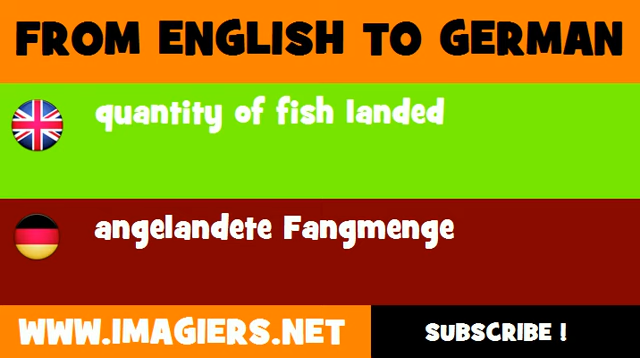 FROM ENGLISH TO GERMAN
quantity of fish landed
angelandete Fangmenge
WWW.IMAGIERS.NET
SUBSCRIBE !